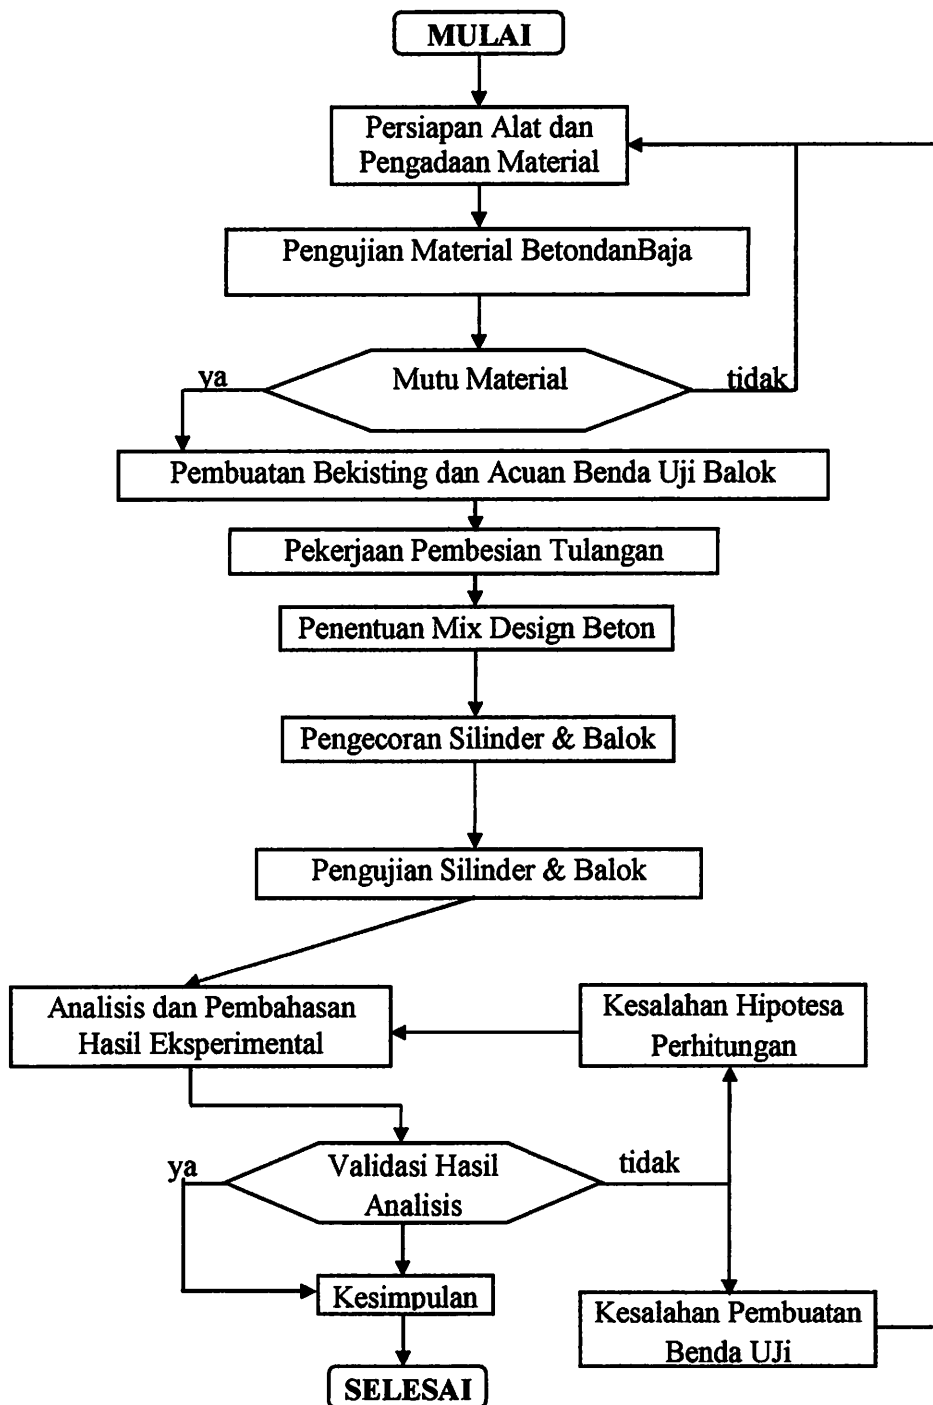 MULAI
Persiapan Alat dan
Pengadaan Material
Pengujian Material BetondanBaja
ya
Mutu Material
tidak
Pembuatan Bekisting dan Acuan Benda Uji Balok
Pekerjaan Pembesian Tulangan
Penentuan Mix Design Beton
Pengecoran Silinder & Balok
Pengujian Silinder & Balok
Analisis dan Pembahasan
Hasil Eksperimental
Kesalahan Hipotesa
Perhitungan
ya
Validasi Hasil
Analisis
tidak
Kesimpulan
Kesalahan Pembuatan
Benda UJi
SELESAI